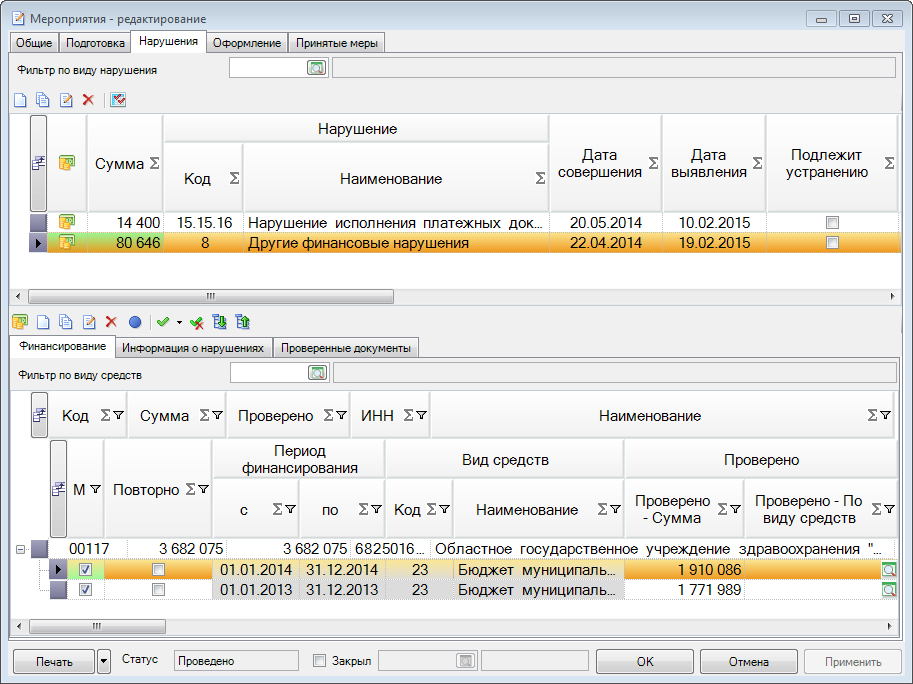 Мероприятия - редактирование
Общие Подготовка Нарушения Оформление Принятые меры
Фильтр по виду нарушения
Нарушение
Сумма Σ Код Σ Наименование Σ Дата совершения Σ Дата выявления Σ Подлежит устранению Σ
14 400 15.15.16 Нарушение исполнения платежных док... 20.05.2014 10.02.2015
80 646 8 Другие финансовые нарушения 22.04.2014 19.02.2015
Финансирование Информация о нарушениях Проверенные документы
Фильтр по виду средств
Код Σ Сумма Σ Проверено Σ ИНН Σ Наименование Σ
Период финансирования Вид средств Проверено
М Повторно Σ с Σ по Σ Код Σ Наименование Σ Проверено - Сумма Σ Проверено - По виду средств Σ
00117 3 682 075 3 682 075 6825016... Областное государственное учреждение здравоохранения "...
01.01.2014 31.12.2014 23 Бюджет муниципаль... 1 910 086
01.01.2013 31.12.2013 23 Бюджет муниципаль... 1 771 989
Печать Статус Проведено Закрыл OK Отмена Применить